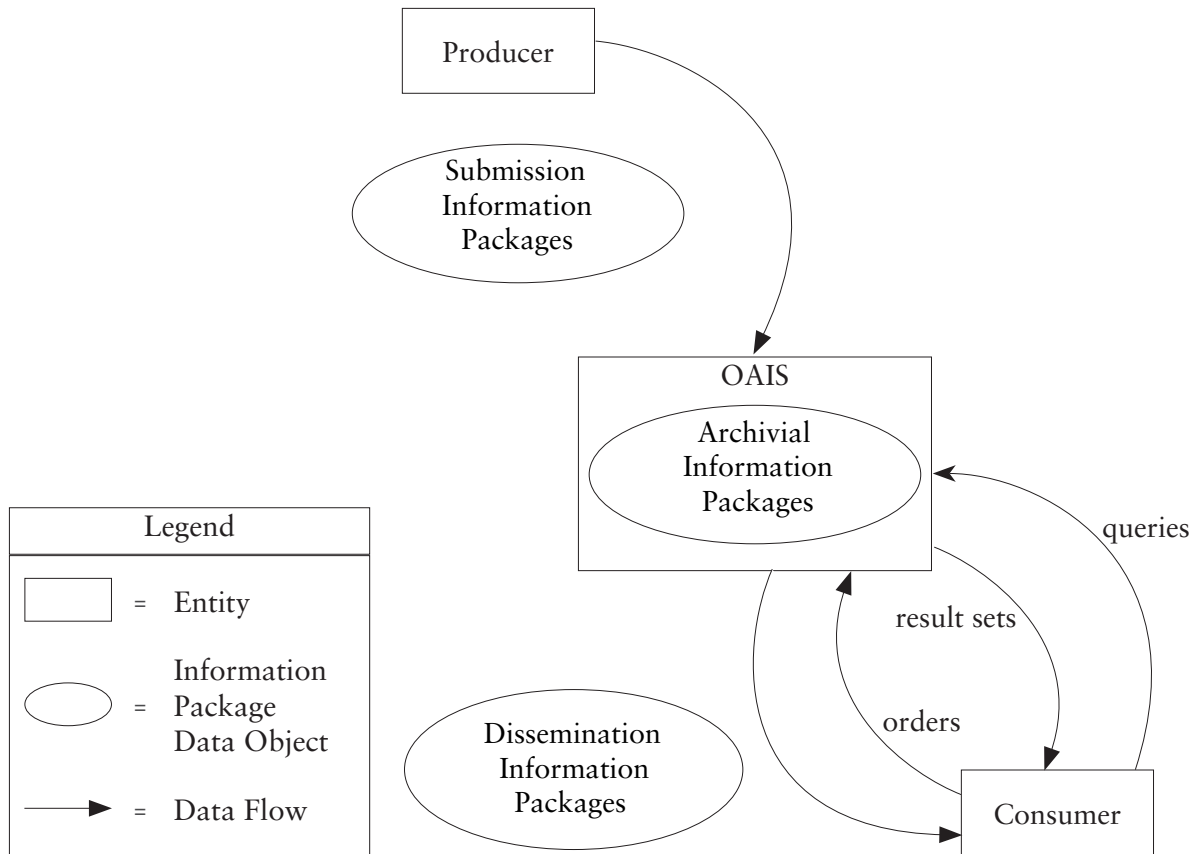 Producer
Submission
Information
Packages
OAIS
Archivial
Information
Packages
queries
result sets
orders
Dissemination
Information
Packages
Consumer
Legend
= Entity
Information
= Package
Data Object
= Data Flow